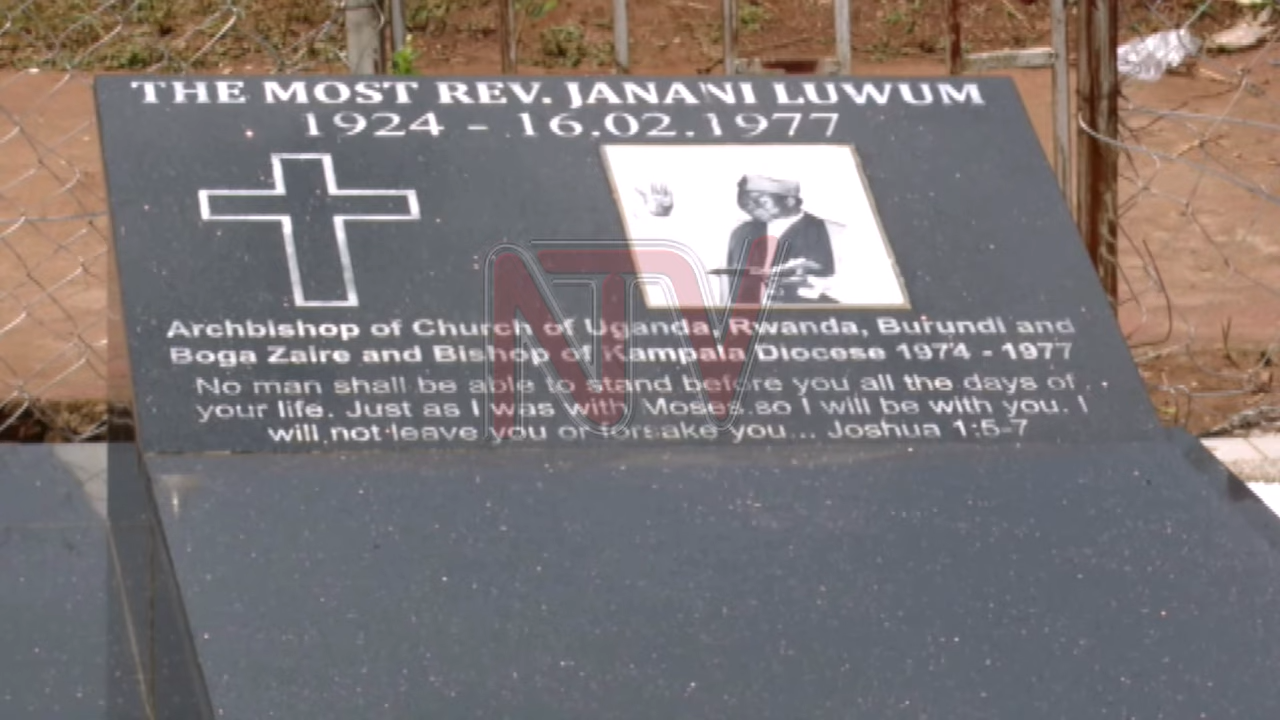 THE MOST REV. JANANI LUWUM
1924 - 16.02.1977
Archbishop of Church of Uganda, Rwanda, Burundi and
Boga Zaire and Bishop of Kampala Diocese 1974 - 1977
No man shall be able to stand before you all the days of
your life. Just as I was with Moses so I will be with you. I
will not leave you or forsake you... Joshua 1:5-7
NTV